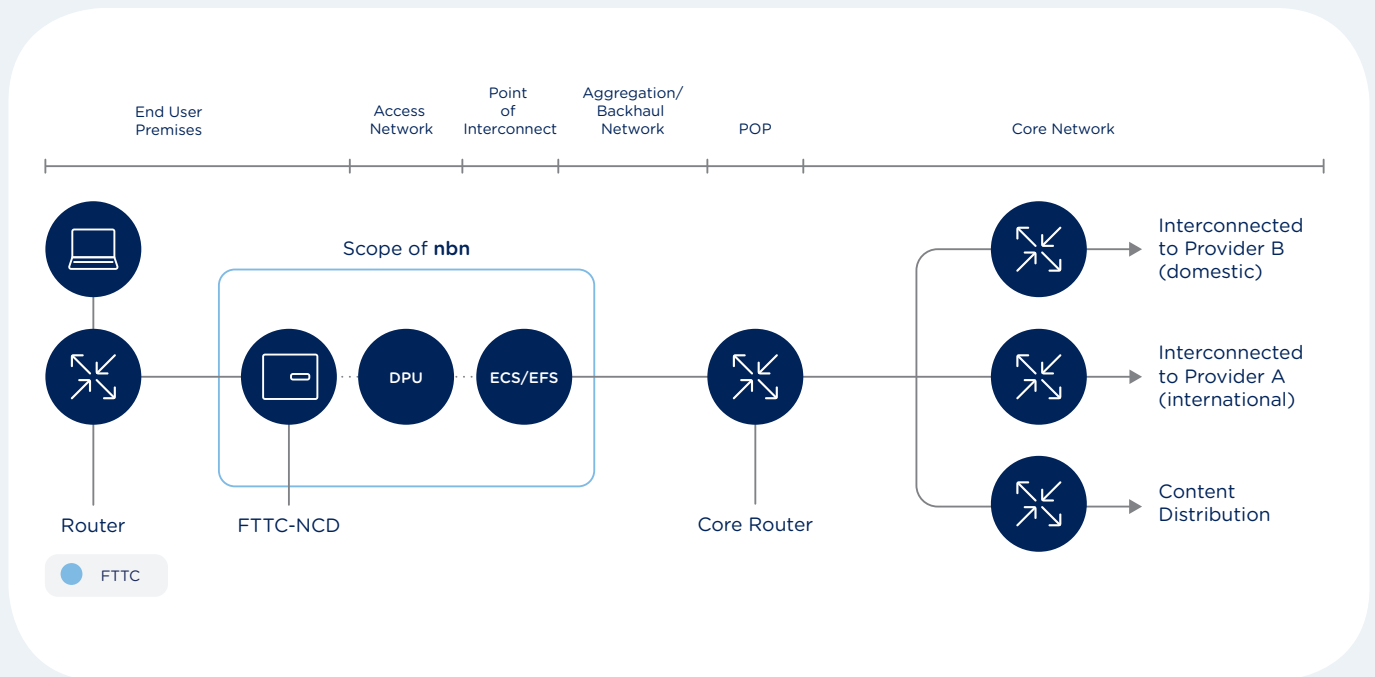 End User
Premises
Access
Network
Point
of
Interconnect
Aggregation/
Backhaul
Network
POP
Core Network
Scope of nbn
DPU
ECS/EFS
Router
FTTC-NCD
Core Router
Interconnected
to Provider B
(domestic)
Interconnected
to Provider A
(international)
Content
Distribution
FTTC